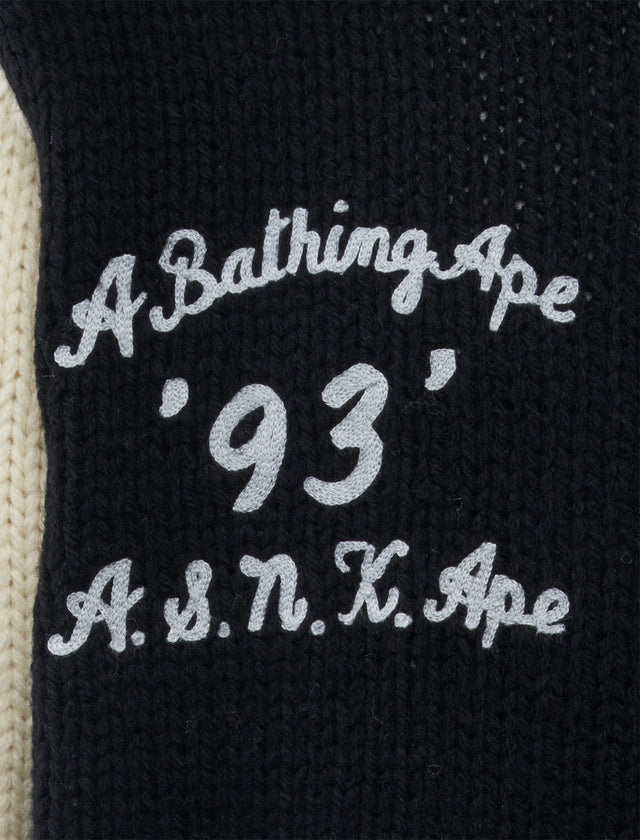 A Bathing Ape
'93'
A.S.N.K. Ape